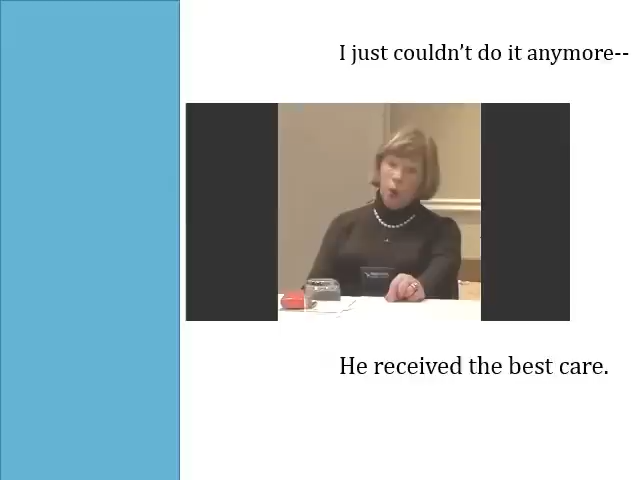 I just couldn’t do it anymore--
He received the best care.